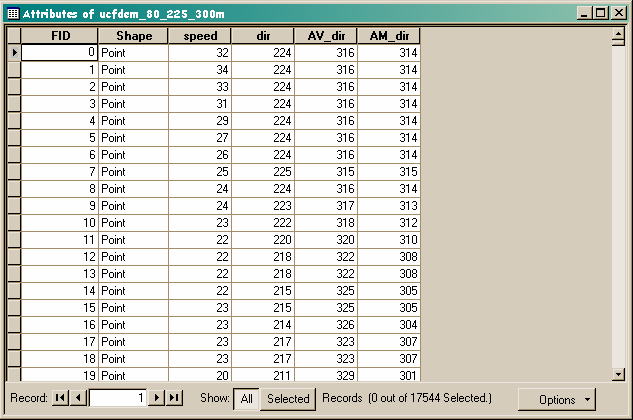 Attributes of ucfdem_80_225_300m
FID Shape speed dir AV_dir AM_dir
0 Point 32 224 316 314
1 Point 34 224 316 314
2 Point 33 224 316 314
3 Point 31 224 316 314
4 Point 29 224 316 314
5 Point 27 224 316 314
6 Point 26 224 316 314
7 Point 25 225 315 315
8 Point 24 224 316 314
9 Point 24 223 317 313
10 Point 23 222 318 312
11 Point 22 220 320 310
12 Point 22 218 322 308
13 Point 22 218 322 308
14 Point 22 215 325 305
15 Point 23 215 325 305
16 Point 23 214 326 304
17 Point 23 217 323 307
18 Point 23 217 323 307
19 Point 20 211 329 301
Record: 1 Show: All Selected Records (0 out of 17544 Selected.) Options